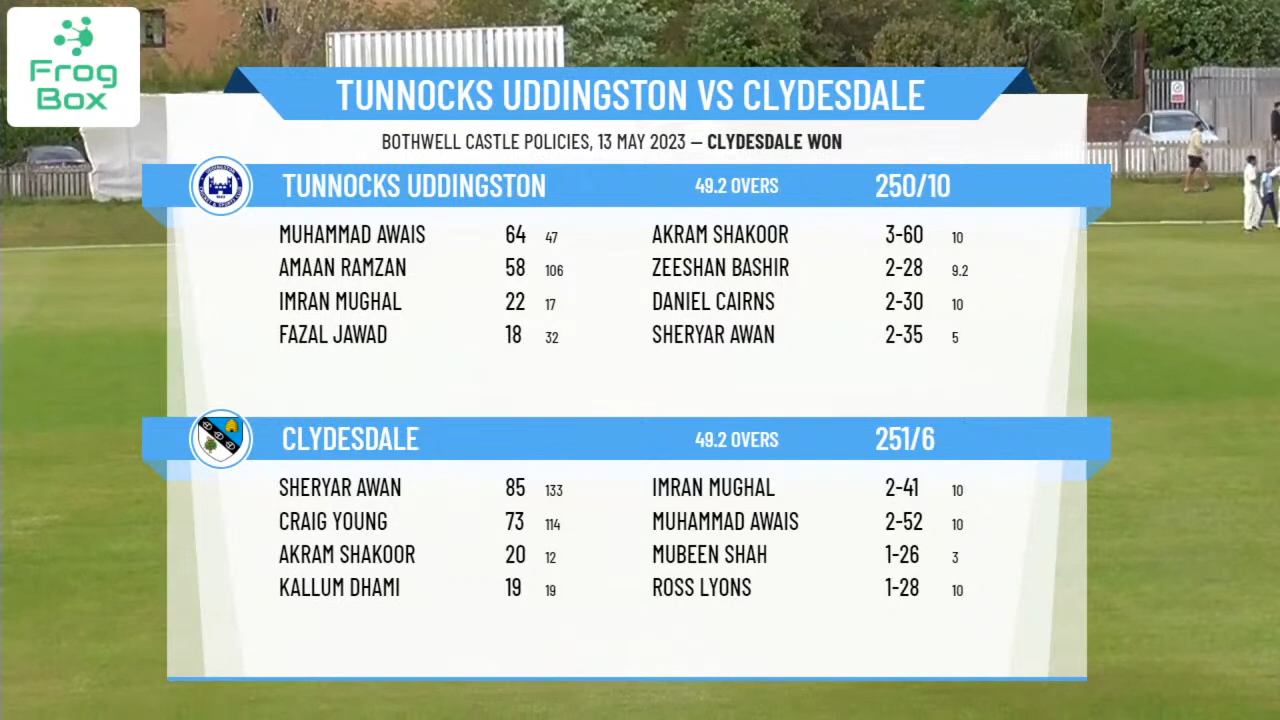 Frog
Box
TUNNOCKS UDDINGSTON VS CLYDESDALE
BOTHWELL CASTLE POLICIES, 13 MAY 2023 – CLYDESDALE WON
TUNNOCKS UDDINGSTON 49.2 OVERS 250/10
MUHAMMAD AWAIS 64 47 AKRAM SHAKOOR 3-60 10
AMAAN RAMZAN 58 106 ZEESHAN BASHIR 2-28 9.2
IMRAN MUGHAL 22 17 DANIEL CAIRNS 2-30 10
FAZAL JAWAD 18 32 SHERYAR AWAN 2-35 5
CLYDESDALE 49.2 OVERS 251/6
SHERYAR AWAN 85 133 IMRAN MUGHAL 2-41 10
CRAIG YOUNG 73 114 MUHAMMAD AWAIS 2-52 10
AKRAM SHAKOOR 20 12 MUBEEN SHAH 1-26 3
KALLUM DHAMI 19 19 ROSS LYONS 1-28 10